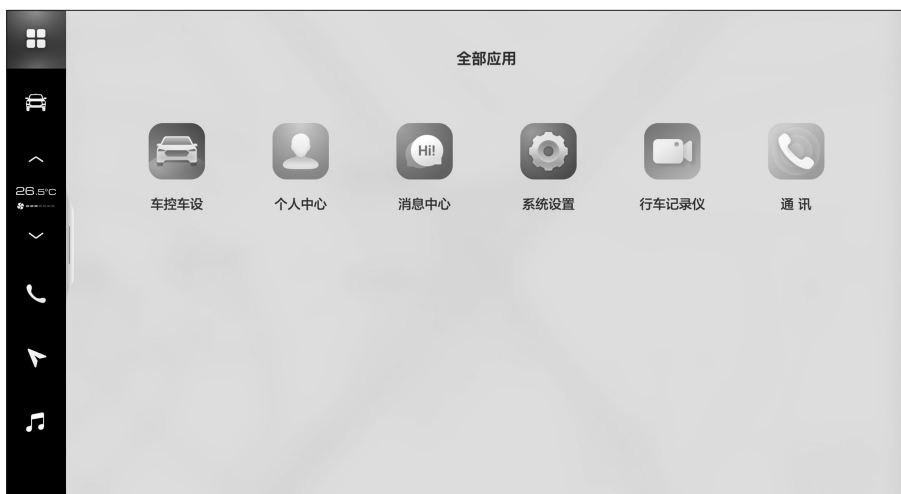 全部应用
26.5°C
Hi!
车控车设
个人中心
消息中心
系统设置
行车记录仪
通讯